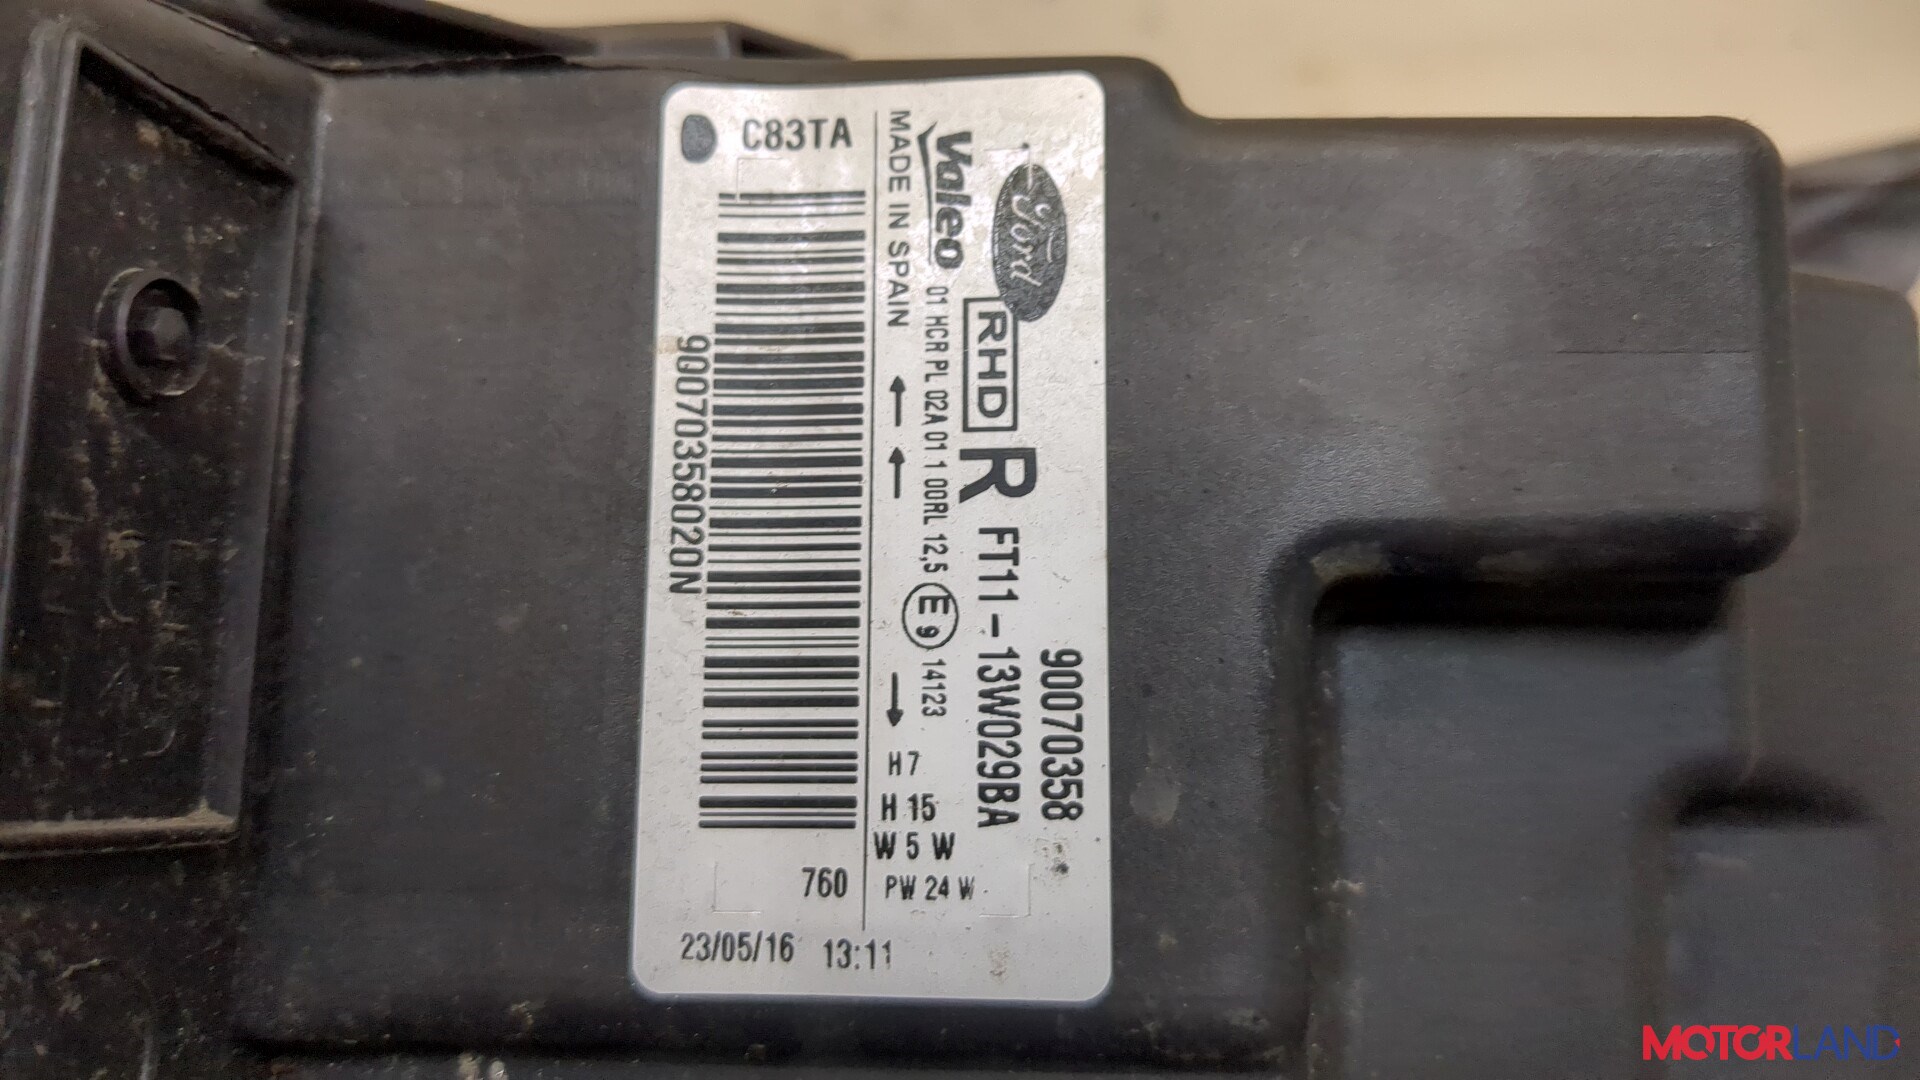 C83TA
90070358020N
MADE IN SPAIN
Valeo
Ford
01 HCR PL 02A 01 1 00RL 12,5 E9 14123
RHD R FT11-13W029BA
90070358
H7
H 15
W 5 W
PW 24 W
760
23/05/16 13:11
MOTORLAND